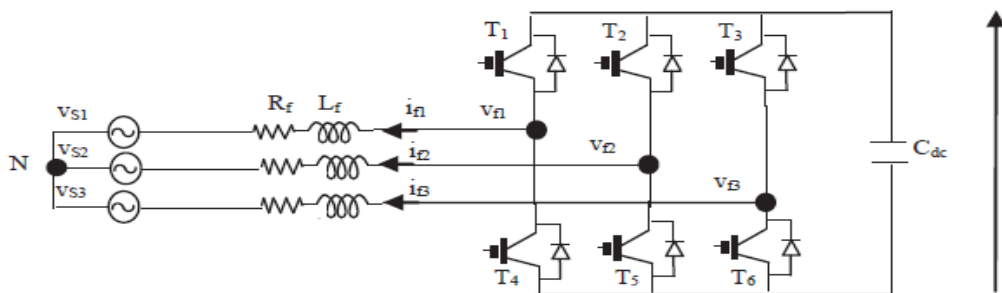 T1 T2 T3
vS1 Rf Lf if1 vf1
N vS2 if2 vf2 Cdc
vS3 if3 vf3
T4 T5 T6